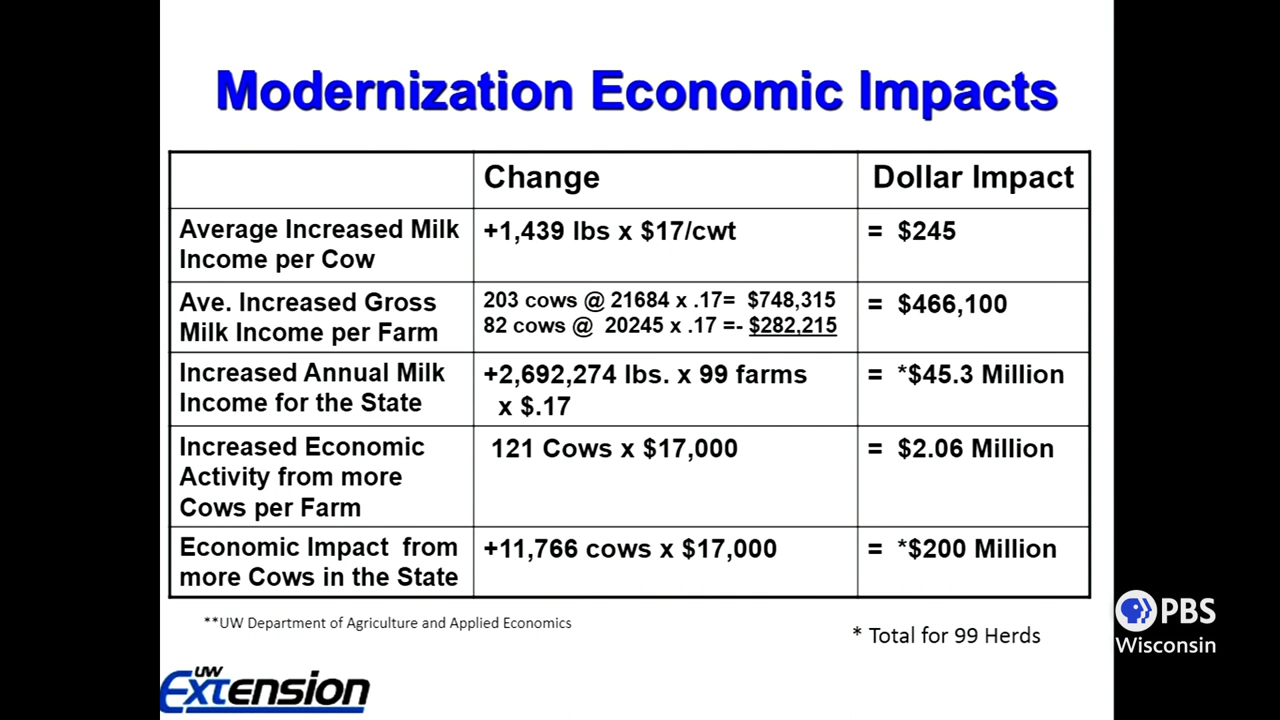 Modernization Economic Impacts
Change
Dollar Impact
Average Increased Milk
Income per Cow
+1,439 lbs x $17/cwt
= $245
Ave. Increased Gross
Milk Income per Farm
203 cows @ 21684 x .17= $748,315
82 cows @ 20245 x .17 =- $282,215
= $466,100
Increased Annual Milk
Income for the State
+2,692,274 lbs. x 99 farms
x $.17
= *$45.3 Million
Increased Economic
Activity from more
Cows per Farm
121 Cows x $17,000
= $2.06 Million
Economic Impact from
more Cows in the State
+11,766 cows x $17,000
= *$200 Million
**UW Department of Agriculture and Applied Economics
* Total for 99 Herds
UW
Extension
PBS
Wisconsin